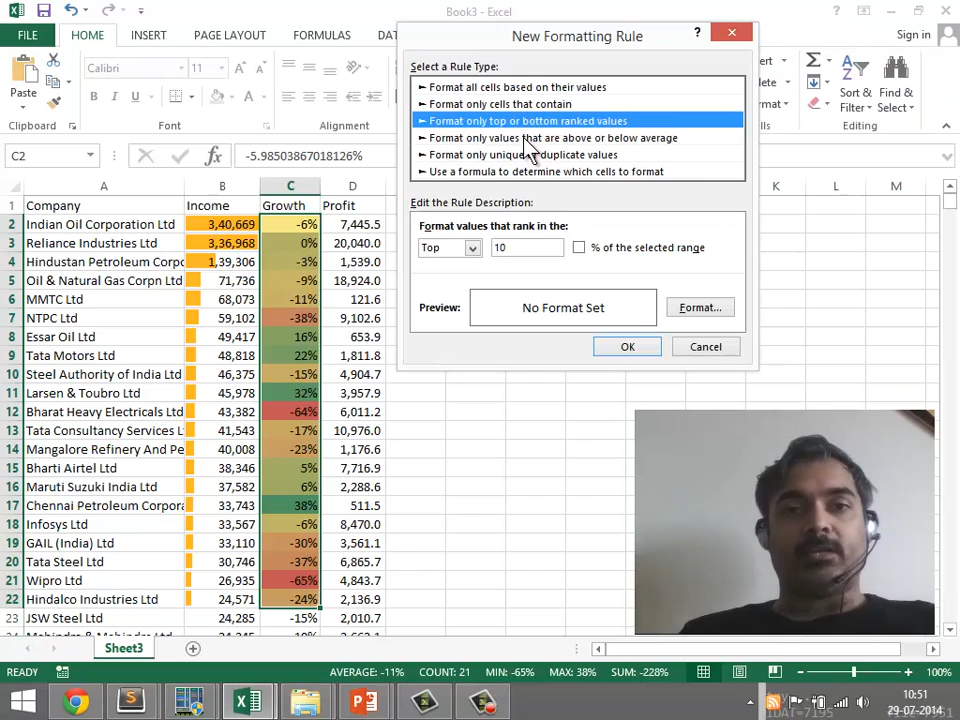 Book3 - Excel
FILE HOME INSERT PAGE LAYOUT FORMULAS DAT Sign in
Calibri 11
Paste
B
Clipboard
Sort & Filter
Find & Select
New Formatting Rule ?
Select a Rule Type:
► Format all cells based on their values
► Format only cells that contain
► Format only top or bottom ranked values
► Format only values that are above or below average
► Format only unique duplicate values
► Use a formula to determine which cells to format
Edit the Rule Description:
Format values that rank in the:
Top 10 % of the selected range
Preview: No Format Set Format...
OK Cancel
C2 fx -5.98503867018126%
A B C D K L M
1 Company Income Growth Profit
2 Indian Oil Corporation Ltd 3,40,669 -6% 7,445.5
3 Reliance Industries Ltd 3,36,968 0% 20,040.0
4 Hindustan Petroleum Corpo 1,39,306 -3% 1,539.0
5 Oil & Natural Gas Corpn Ltd 71,736 -9% 18,924.0
6 MMTC Ltd 68,073 -11% 121.6
7 NTPC Ltd 59,102 -38% 9,102.6
8 Essar Oil Ltd 49,417 16% 653.9
9 Tata Motors Ltd 48,818 22% 1,811.8
10 Steel Authority of India Ltd 46,375 -15% 4,904.7
11 Larsen & Toubro Ltd 45,978 32% 3,957.9
12 Bharat Heavy Electricals Ltd 43,382 -64% 6,011.2
13 Tata Consultancy Services L 41,543 -17% 10,976.0
14 Mangalore Refinery And Pe 40,008 -23% 1,176.6
15 Bharti Airtel Ltd 38,346 5% 7,716.9
16 Maruti Suzuki India Ltd 37,582 6% 2,288.6
17 Chennai Petroleum Corpora 33,743 38% 511.5
18 Infosys Ltd 33,567 -6% 8,470.0
19 GAIL (India) Ltd 33,110 -30% 3,561.1
20 Tata Steel Ltd 30,746 -37% 6,865.7
21 Wipro Ltd 26,935 -65% 4,843.7
22 Hindalco Industries Ltd 24,571 -24% 2,136.9
23 JSW Steel Ltd 24,285 -15% 2,010.7
Sheet3
READY AVERAGE: -11% COUNT: 21 MIN: -65% MAX: 38% SUM: -228% 100%
10:51
29-07-2014